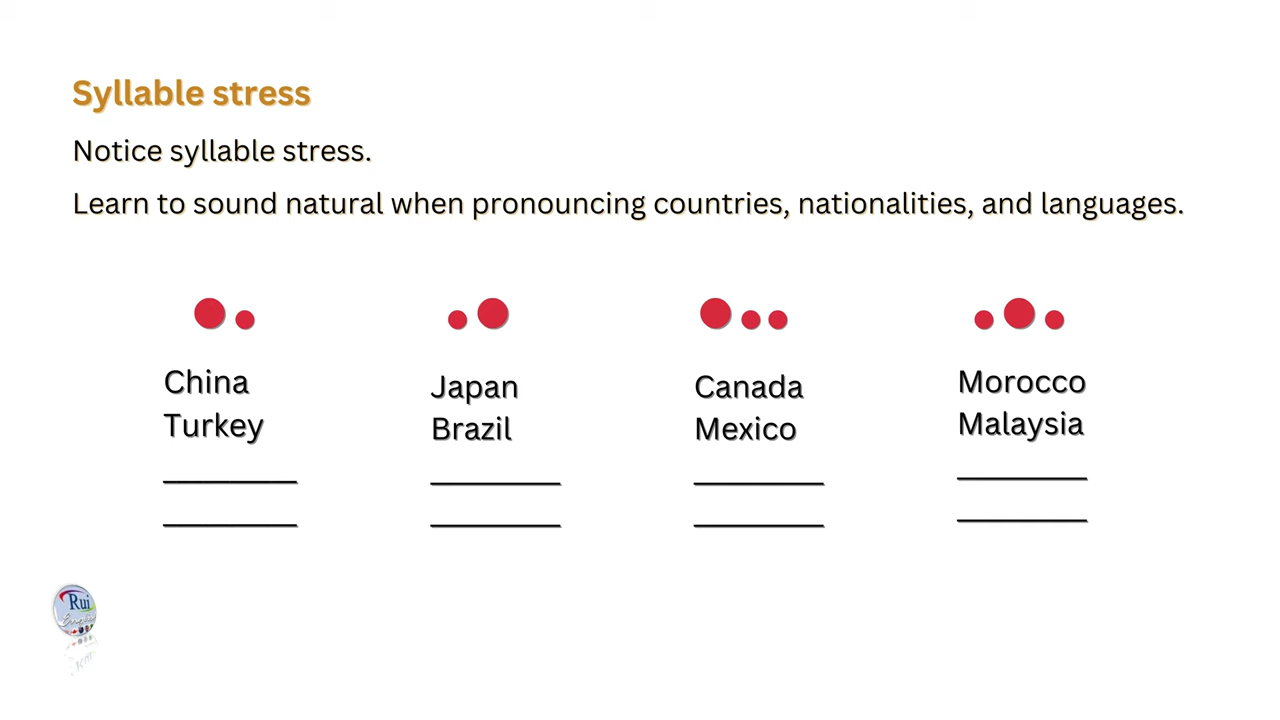 Syllable stress
Notice syllable stress.
Learn to sound natural when pronouncing countries, nationalities, and languages.
China
Turkey
Japan
Brazil
Canada
Mexico
Morocco
Malaysia
Rui